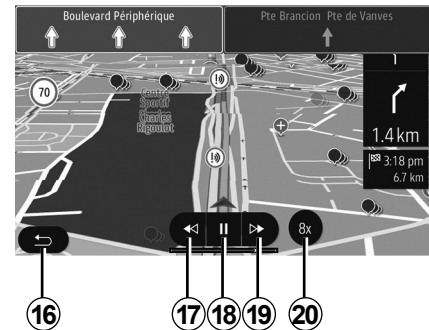 Boulevard Périphérique
Pte Brancion Pte de Vanves
70
Centre
Sportif
Charles
Rigoulot
1.4 km
3:18 pm
6.7 km
8x
16
17
18
19
20